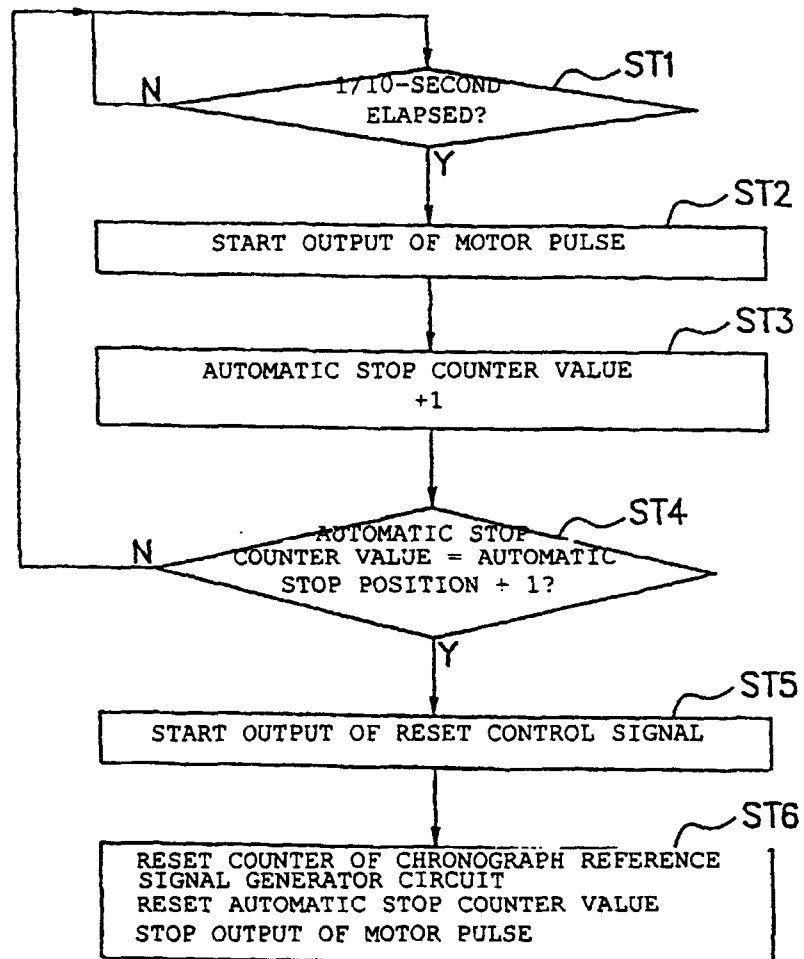 ST1
1/10-SECOND
ELAPSED?
N
Y
ST2
START OUTPUT OF MOTOR PULSE
ST3
AUTOMATIC STOP COUNTER VALUE
+1
ST4
AUTOMATIC STOP
COUNTER VALUE = AUTOMATIC
STOP POSITION + 1?
N
Y
ST5
START OUTPUT OF RESET CONTROL SIGNAL
ST6
RESET COUNTER OF CHRONOGRAPH REFERENCE
SIGNAL GENERATOR CIRCUIT
RESET AUTOMATIC STOP COUNTER VALUE
STOP OUTPUT OF MOTOR PULSE